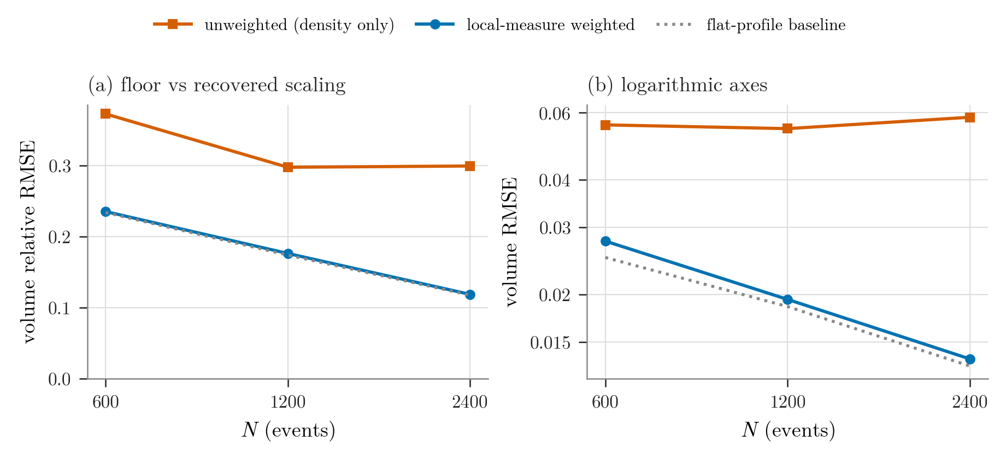 unweighted (density only) local-measure weighted flat-profile baseline
(a) floor vs recovered scaling
volume relative RMSE
0.3
0.2
0.1
0.0
600 1200 2400
N (events)
(b) logarithmic axes
volume RMSE
0.06
0.04
0.03
0.02
0.015
600 1200 2400
N (events)